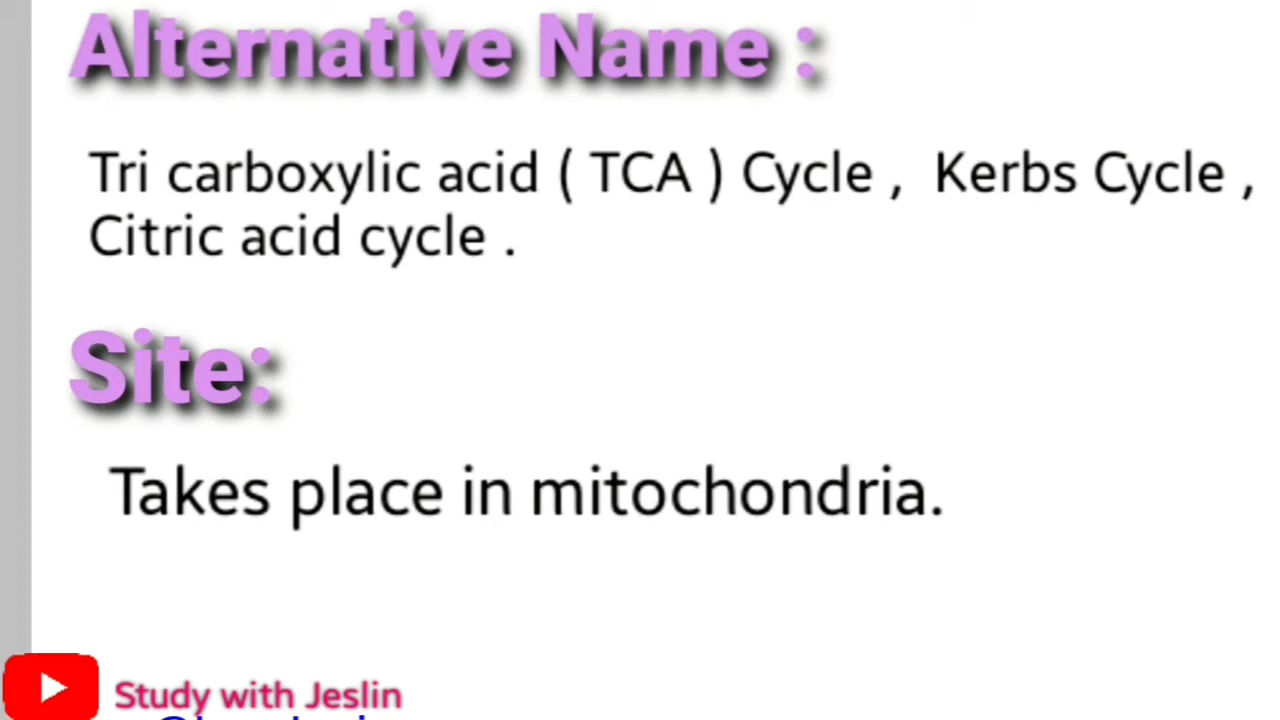 Alternative Name :
Tri carboxylic acid ( TCA ) Cycle , Kerbs Cycle ,
Citric acid cycle .
Site:
Takes place in mitochondria.
Study with Jeslin